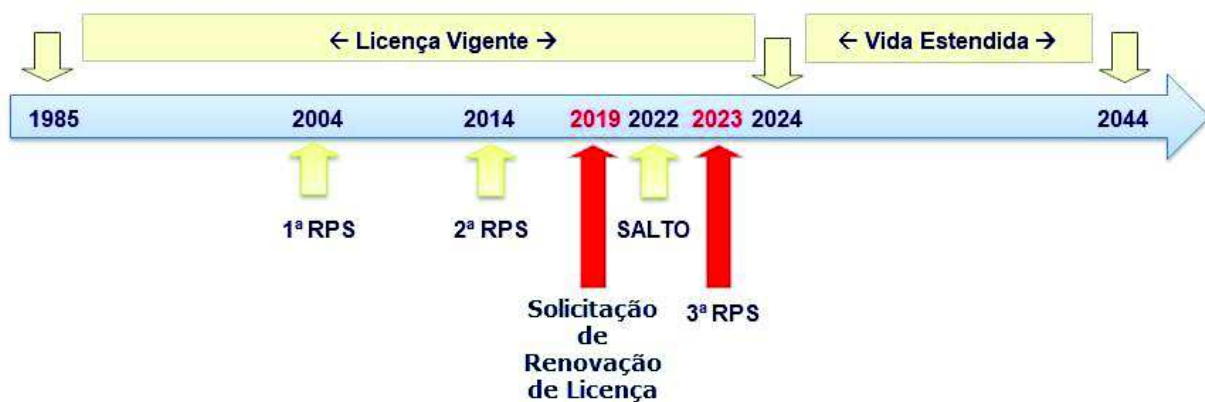 ← Licença Vigente →
← Vida Estendida →
1985 2004 2014 2019 2022 2023 2024 2044
1ª RPS 2ª RPS SALTO
Solicitação
de
Renovação
de Licença
3ª RPS